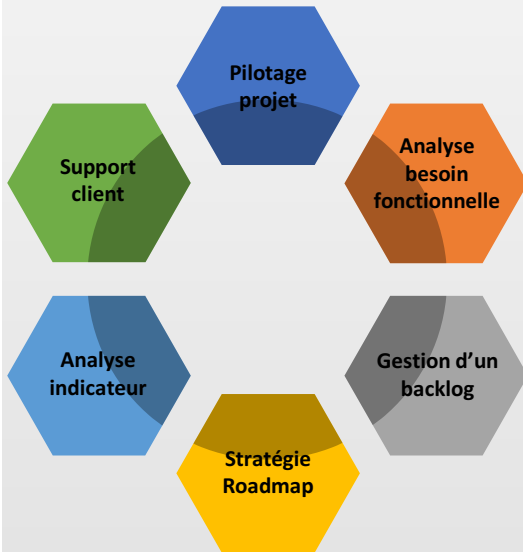 Pilotage
projet
Analyse
besoin
fonctionnelle
Gestion d’un
backlog
Stratégie
Roadmap
Analyse
indicateur
Support
client